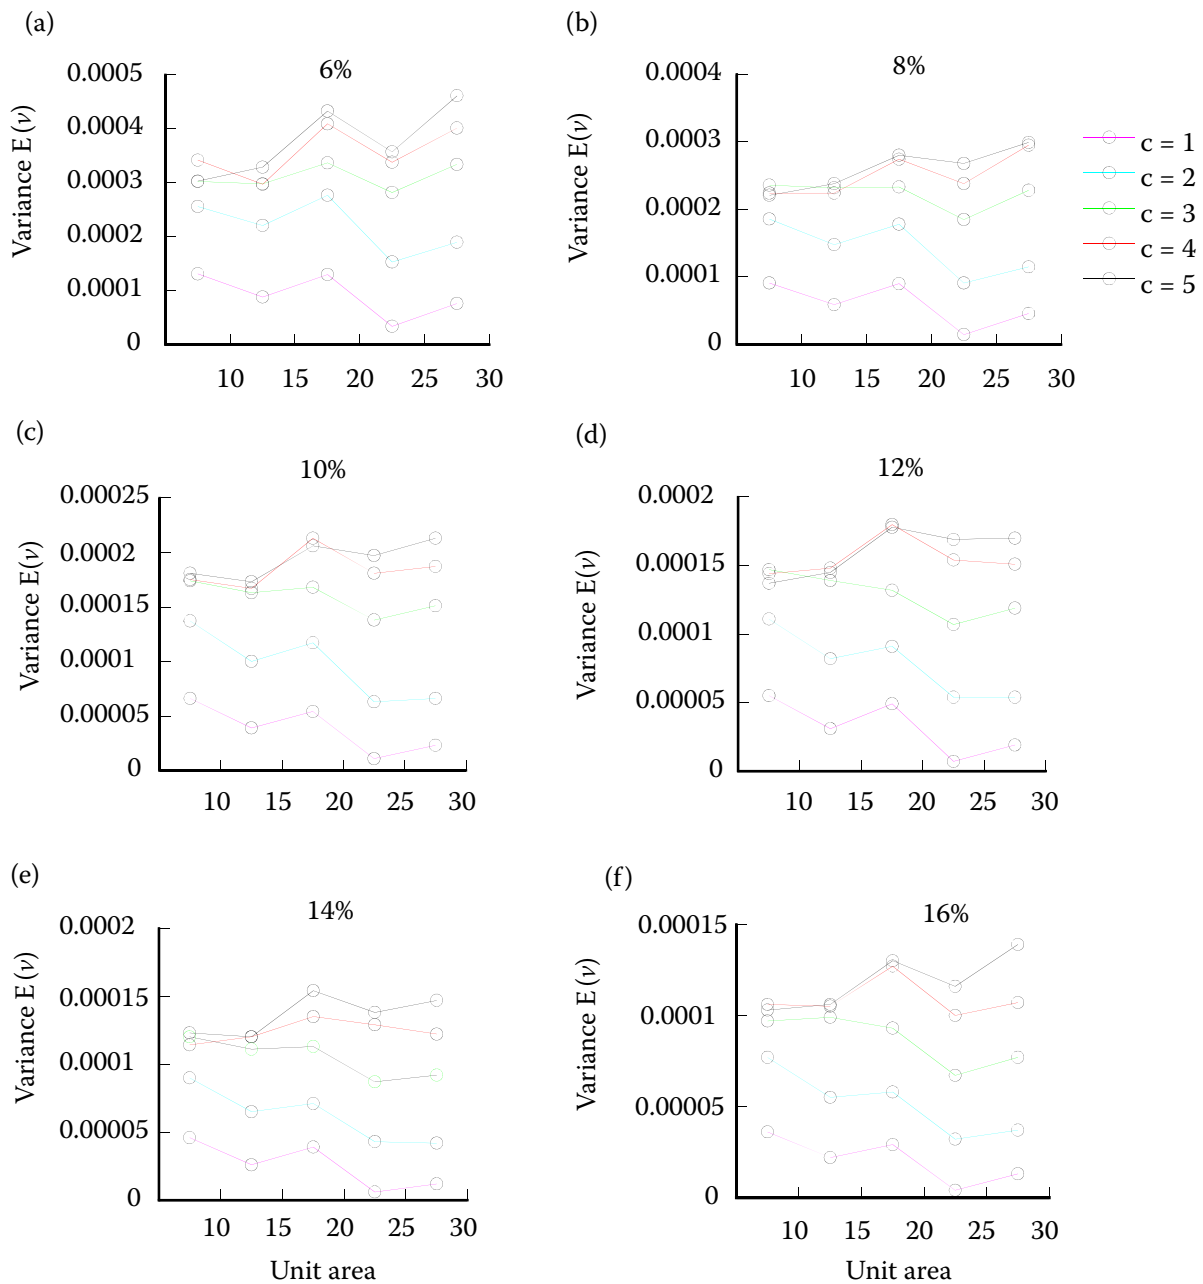 (a)
6%
Variance E(v)
0.0005
0.0004
0.0003
0.0002
0.0001
0
10 15 20 25 30
(b)
8%
Variance E(v)
0.0004
0.0003
0.0002
0.0001
0
10 15 20 25 30
c = 1
c = 2
c = 3
c = 4
c = 5
(c)
10%
Variance E(v)
0.00025
0.0002
0.00015
0.0001
0.00005
0
10 15 20 25 30
(d)
12%
Variance E(v)
0.0002
0.00015
0.0001
0.00005
0
10 15 20 25 30
(e)
14%
Variance E(v)
0.0002
0.00015
0.0001
0.00005
0
10 15 20 25 30
Unit area
(f)
16%
Variance E(v)
0.00015
0.0001
0.00005
0
10 15 20 25 30
Unit area